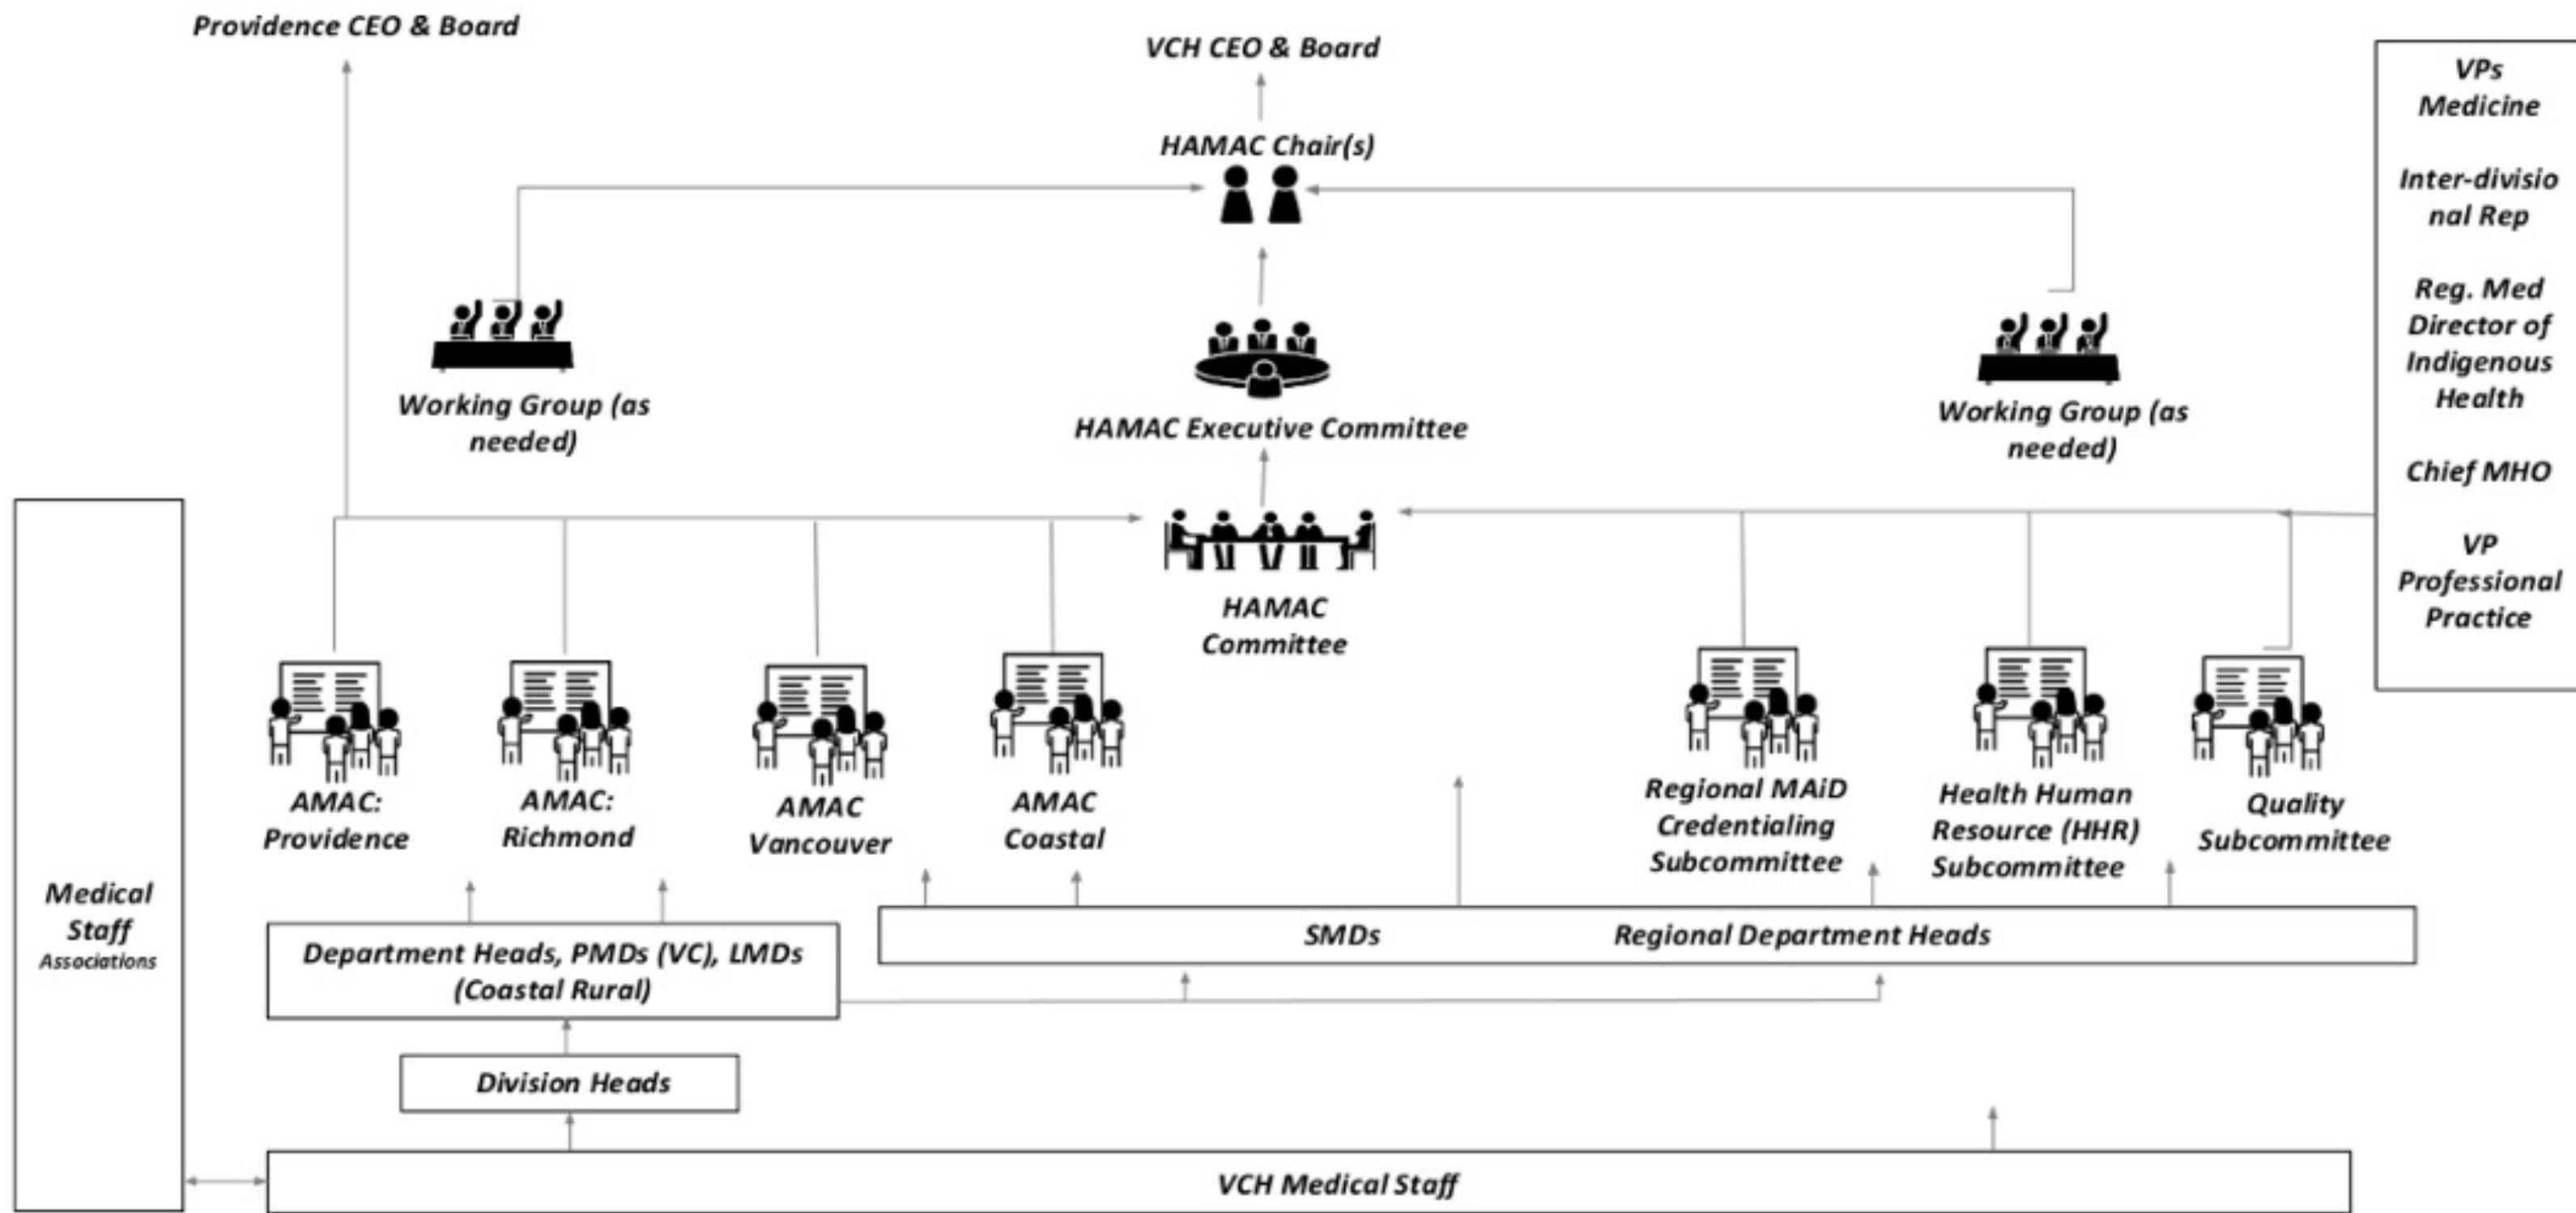 Providence CEO & Board
VCH CEO & Board
HAMAC Chair(s)
VPs
Medicine
Inter-divisio
nal Rep
Reg. Med
Director of
Indigenous
Health
Chief MHO
VP
Professional
Practice
Working Group (as
needed)
HAMAC Executive Committee
Working Group (as
needed)
HAMAC
Committee
Medical
Staff
Associations
AMAC:
Providence
AMAC:
Richmond
AMAC
Vancouver
AMAC
Coastal
Regional MAiD
Credentialing
Subcommittee
Health Human
Resource (HHR)
Subcommittee
Quality
Subcommittee
Department Heads, PMDs (VC), LMDs
(Coastal Rural)
SMDs
Regional Department Heads
Division Heads
VCH Medical Staff